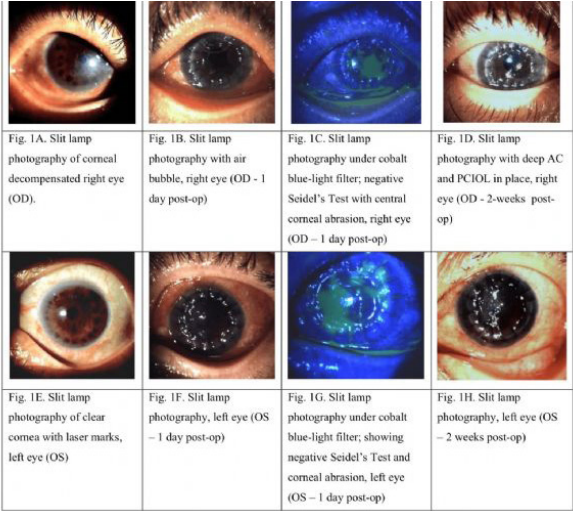 Fig. 1A. Slit lamp
photography of corneal
decompensated right eye
(OD).
Fig. 1B. Slit lamp
photography with air
bubble, right eye (OD - 1
day post-op)
Fig. 1C. Slit lamp
photography under cobalt
blue-light filter; negative
Seidel's Test with central
corneal abrasion, right eye
(OD – 1 day post-op)
Fig. 1D. Slit lamp
photography with deep AC
and PCIOL in place, right
eye (OD - 2-weeks post-
op)
Fig. 1E. Slit lamp
photography of clear
cornea with laser marks,
left eye (OS)
Fig. 1F. Slit lamp
photography, left eye (OS
– 1 day post-op)
Fig. 1G. Slit lamp
photography under cobalt
blue-light filter; showing
negative Seidel's Test and
corneal abrasion, left eye
(OS – 1 day post-op)
Fig. 1H. Slit lamp
photography, left eye (OS
– 2 weeks post-op)